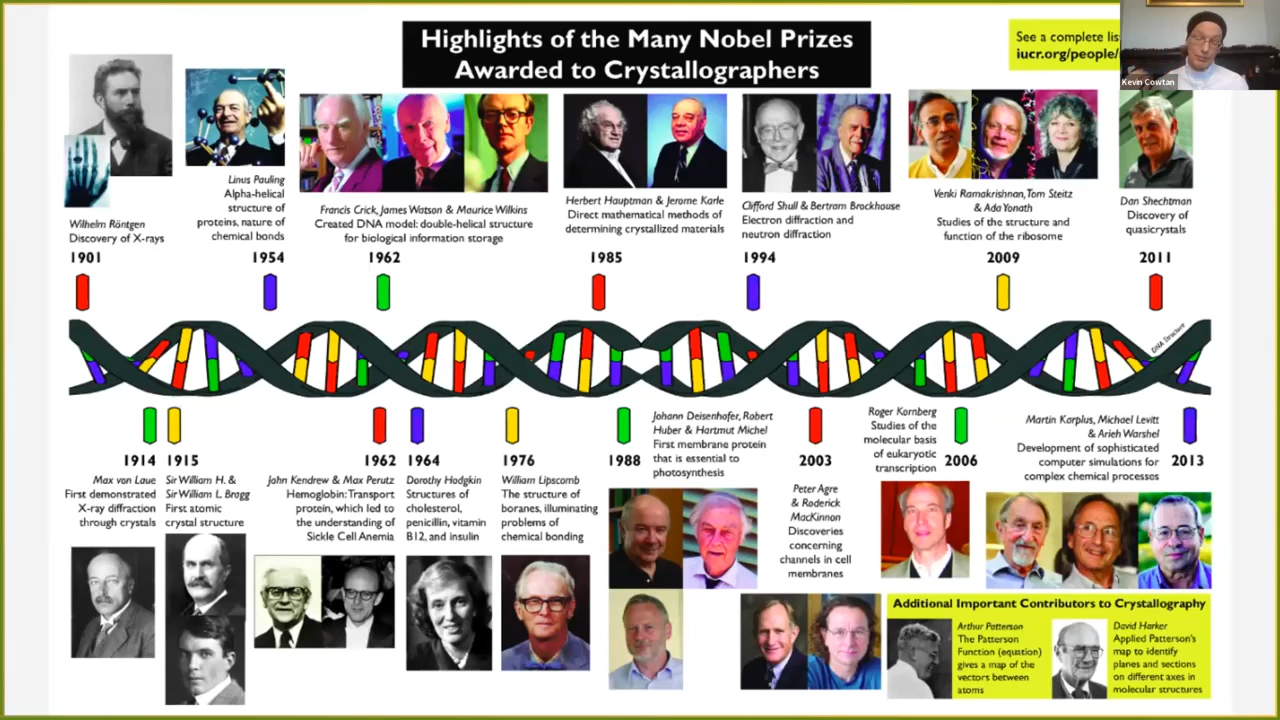 Highlights of the Many Nobel Prizes
Awarded to Crystallographers
See a complete lis
iucr.org/people/
Kevin Cowtan
Wilhelm Röntgen
Discovery of X-rays
1901
Linus Pauling
Alpha-helical
structure of
proteins, nature of
chemical bonds
1954
Francis Crick, James Watson & Maurice Wilkins
Created DNA model: double-helical structure
for biological information storage
1962
Herbert Hauptman & Jerome Karle
Direct mathematical methods of
determining crystallized materials
1985
Clifford Shull & Bertram Brockhouse
Electron diffraction and
neutron diffraction
1994
Venki Ramakrishnan, Tom Steitz
& Ada Yonath
Studies of the structure and
function of the ribosome
2009
Dan Shechtman
Discovery of
quasicrystals
2011
DNA Structure
1914
Max von Laue
First demonstrated
X-ray diffraction
through crystals
1915
Sir William H. &
Sir William L. Bragg
First atomic
crystal structure
1962
John Kendrew & Max Perutz
Hemoglobin: Transport
protein, which led to
the understanding of
Sickle Cell Anemia
1964
Dorothy Hodgkin
Structures of
cholesterol,
penicillin, vitamin
B12, and insulin
1976
William Lipscomb
The structure of
boranes, illuminating
problems of
chemical bonding
1988
Johann Deisenhofer, Robert
Huber & Hartmut Michel
First membrane protein
that is essential to
photosynthesis
2003
Peter Agre
& Roderick
MacKinnon
Discoveries
concerning
channels in cell
membranes
Roger Kornberg
Studies of the
molecular basis
of eukaryotic
transcription
2006
Martin Karplus, Michael Levitt
& Arieh Warshel
Development of sophisticated
computer simulations for
complex chemical processes
2013
Additional Important Contributors to Crystallography
Arthur Patterson
The Patterson
Function (equation)
gives a map of the
vectors between
atoms
David Harker
Applied Patterson's
map to identify
planes and sections
on different axes in
molecular structures